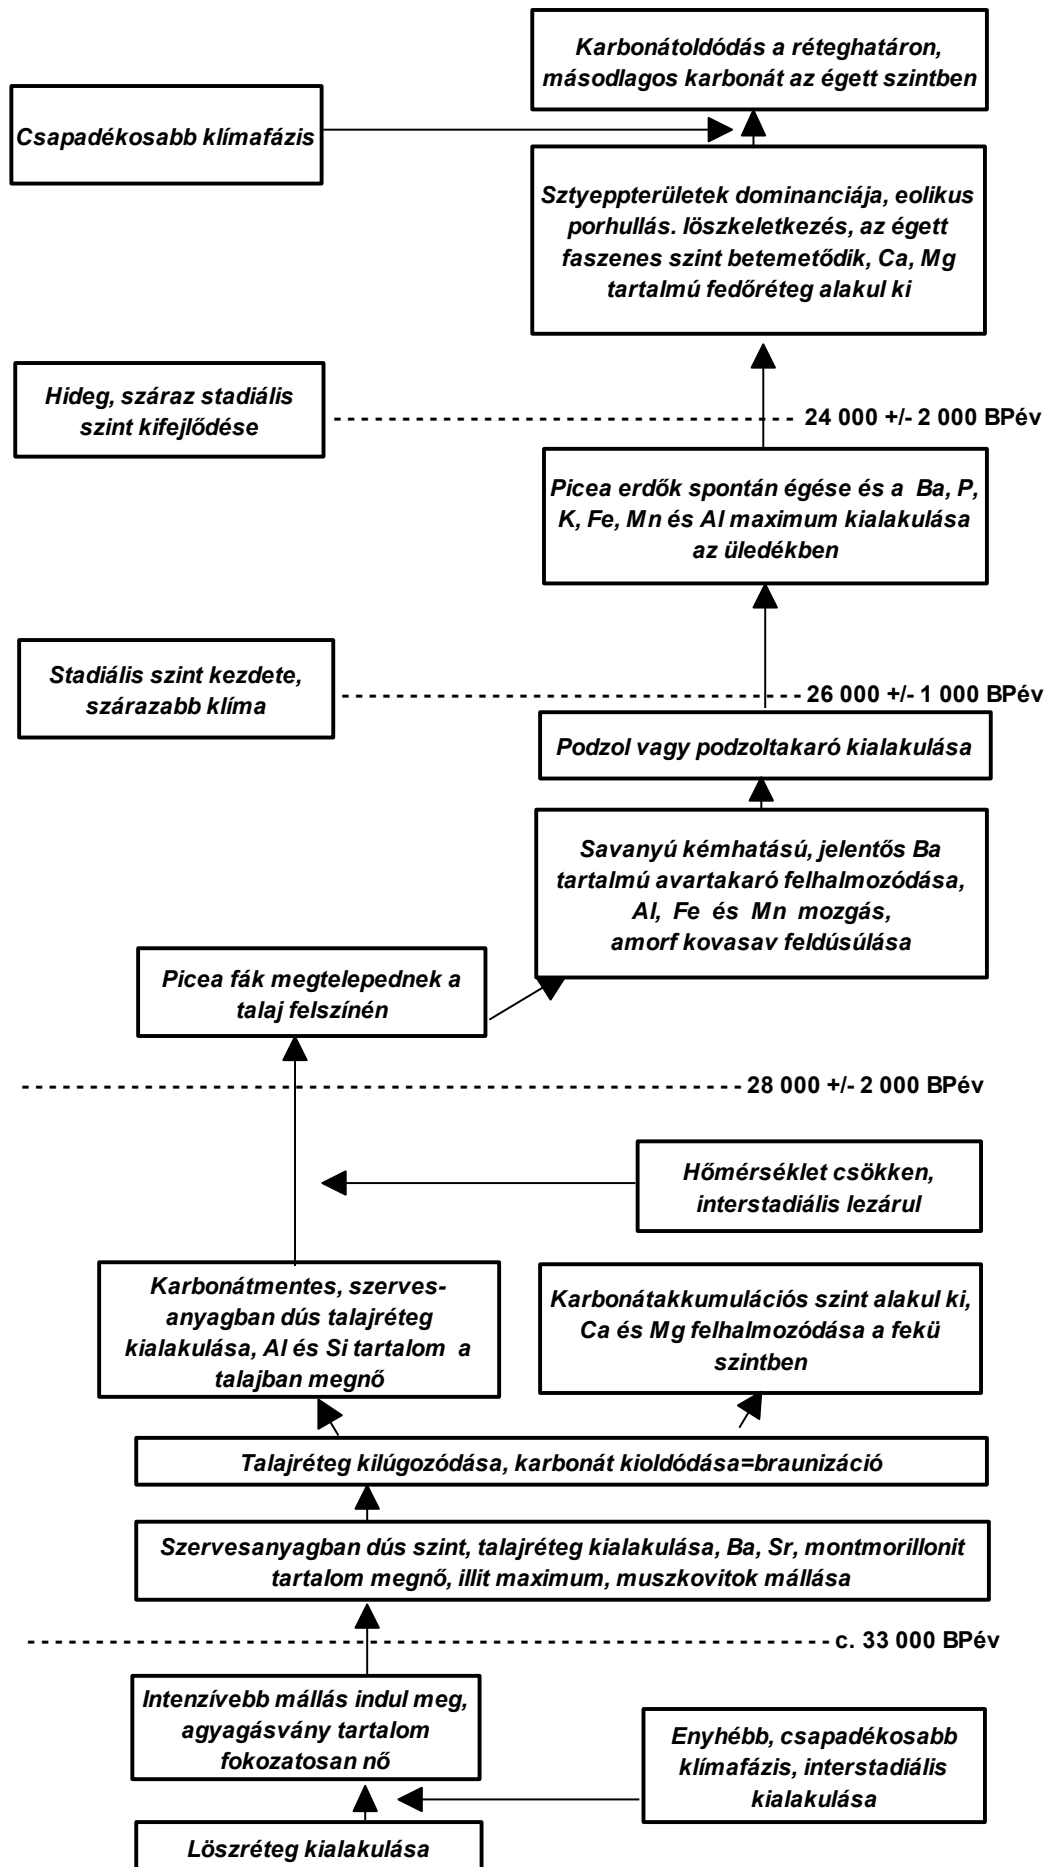 Karbonátoldódás a réteghatáron,
másodlagos karbonát az égett szintben
Csapadékosabb klímafázis
Sztyeppterületek dominanciája, eolikus
porhullás. löszkeletkezés, az égett
faszenes szint betemetődik, Ca, Mg
tartalmú fedőréteg alakul ki
Hideg, száraz stadiális
szint kifejlődése
24 000 +/- 2 000 BPév
Picea erdők spontán égése és a Ba, P,
K, Fe, Mn és Al maximum kialakulása
az üledékben
Stadiális szint kezdete,
szárazabb klíma
26 000 +/- 1 000 BPév
Podzol vagy podzoltakaró kialakulása
Savanyú kémhatású, jelentős Ba
tartalmú avartakaró felhalmozódása,
Al, Fe és Mn mozgás,
amorf kovasav feldúsúlása
Picea fák megtelepednek a
talaj felszínén
28 000 +/- 2 000 BPév
Hőmérséklet csökken,
interstadiális lezárul
Karbonátmentes, szerves-
anyagban dús talajréteg
kialakulása, Al és Si tartalom a
talajban megnő
Karbonátakkumulációs szint alakul ki,
Ca és Mg felhalmozódása a fekü
szintben
Talajréteg kilúgozódása, karbonát kioldódása=braunizáció
Szervesanyagban dús szint, talajréteg kialakulása, Ba, Sr, montmorillonit
tartalom megnő, illit maximum, muszkovitok mállása
c. 33 000 BPév
Intenzívebb mállás indul meg,
agyagásvány tartalom
fokozatosan nő
Enyhébb, csapadékosabb
klímafázis, interstadiális
kialakulása
Löszréteg kialakulása